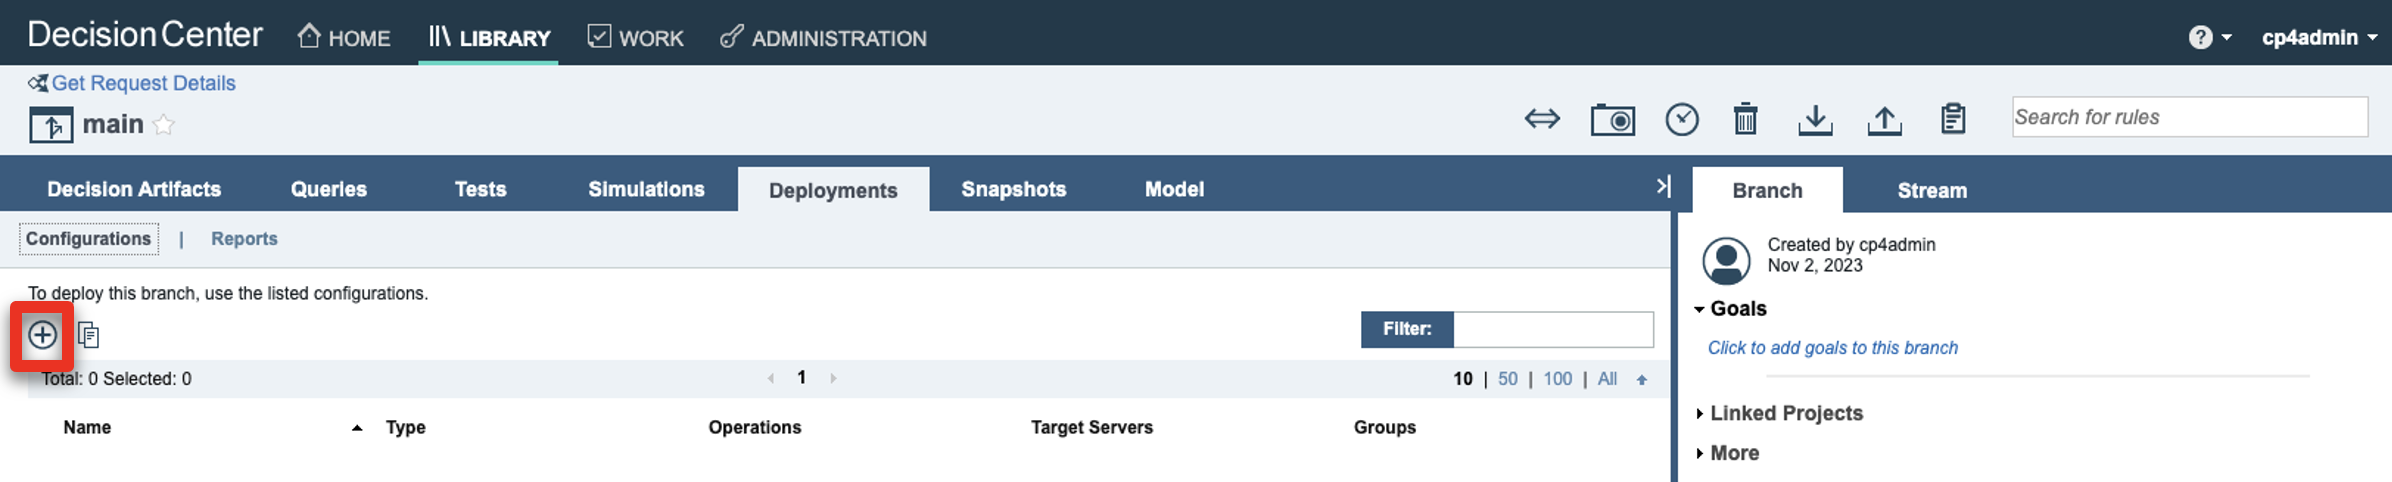 Decision Center HOME LIBRARY WORK ADMINISTRATION ? cp4admin
Get Request Details
main
Search for rules
Decision Artifacts Queries Tests Simulations Deployments Snapshots Model Branch Stream
Configurations | Reports
Created by cp4admin
Nov 2, 2023
To deploy this branch, use the listed configurations.
Goals
Filter:
Click to add goals to this branch
Total: 0 Selected: 0 1 10 | 50 | 100 | All
Linked Projects
Name Type Operations Target Servers Groups
More